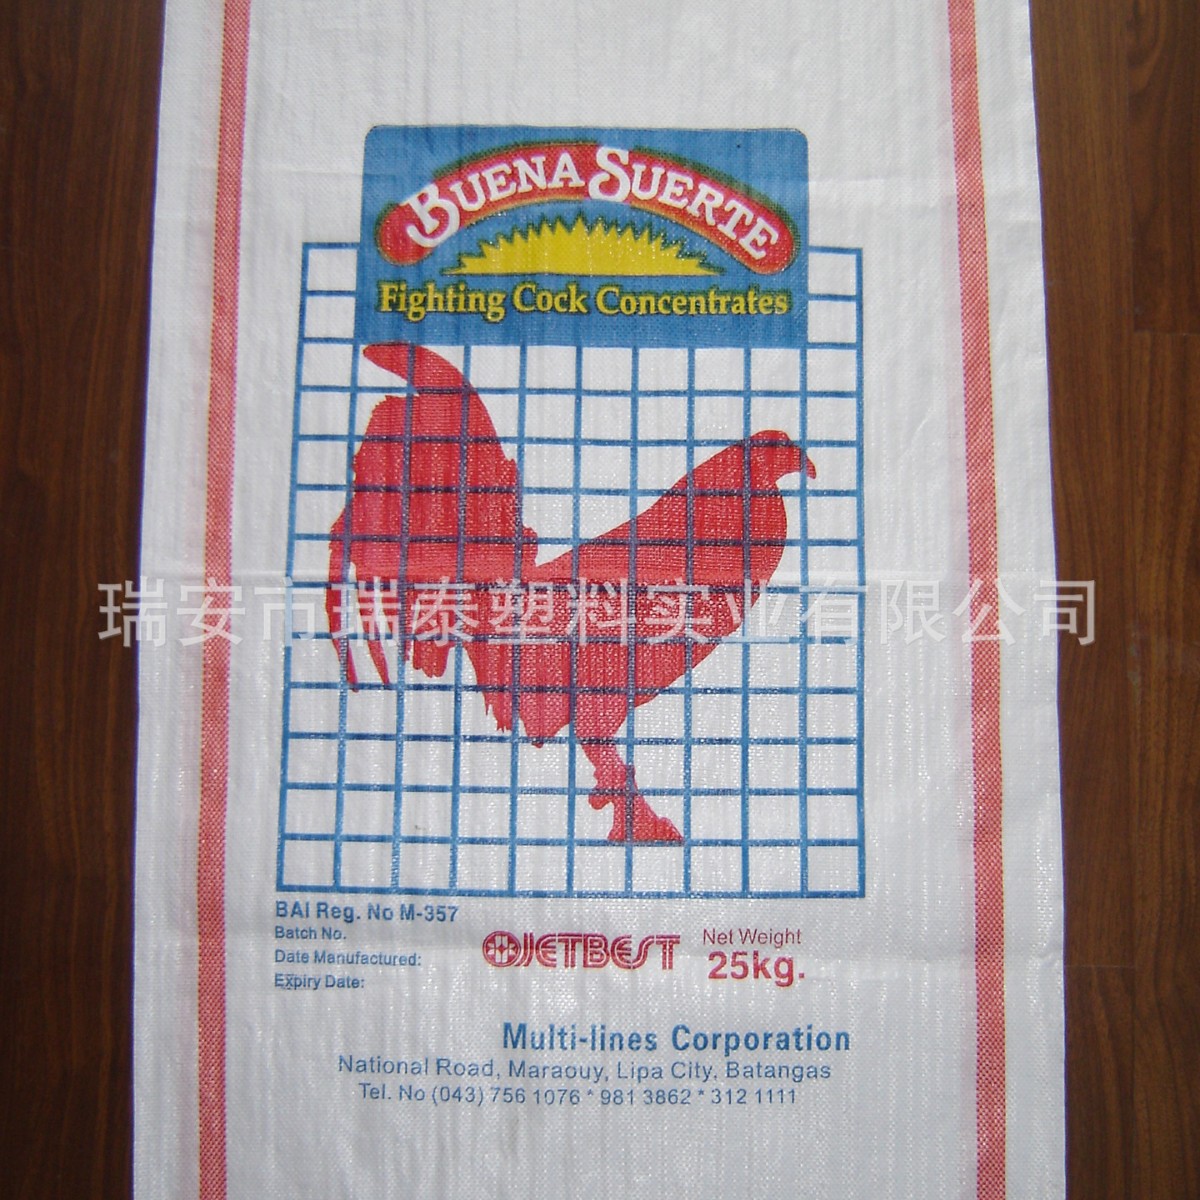 BUENA SUERTE
Fighting Cock Concentrates
瑞安市瑞泰塑料实业有限公司
BAI Reg. No M-357
Batch No.
Date Manufactured:
Expiry Date:
JETBEST
Net Weight
25kg.
Multi-lines Corporation
National Road, Maraouy, Lipa City, Batangas
Tel. No (043) 756 1076 * 981 3862 * 312 1111